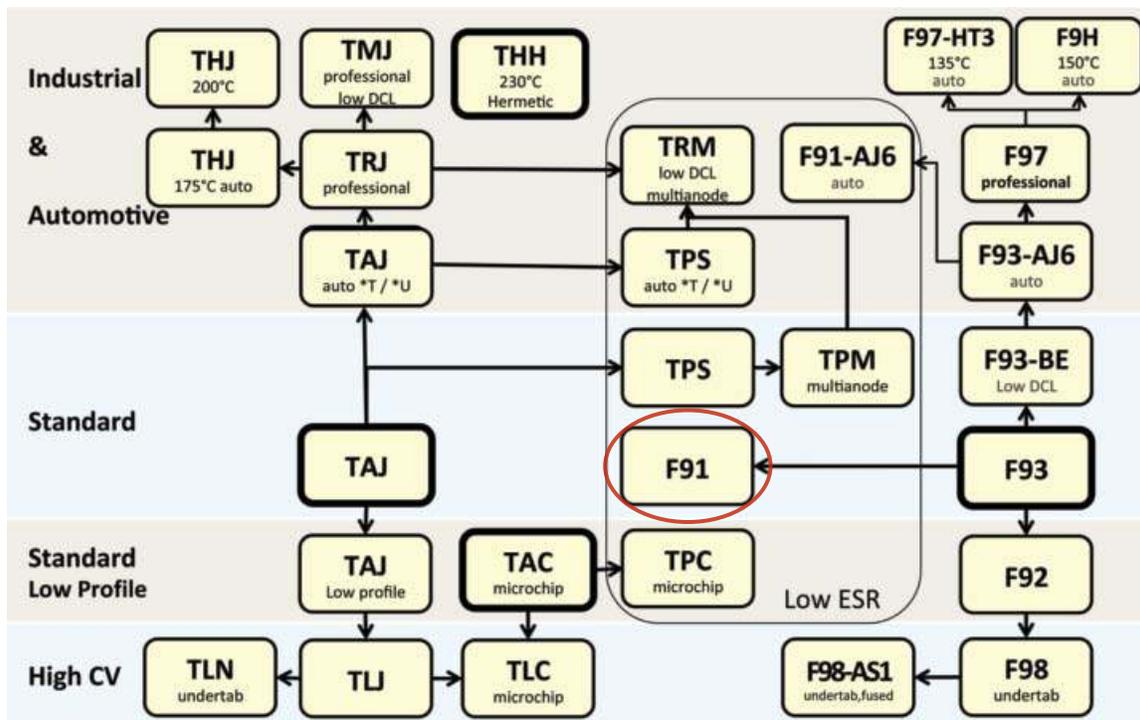 Industrial
&
Automotive
THJ
200°C
TMJ
professional
low DCL
THH
230°C
Hermetic
F97-HT3
135°C
auto
F9H
150°C
auto
THJ
175°C auto
TRJ
professional
TRM
low DCL
multianode
F91-AJ6
auto
F97
professional
TAJ
auto *T / *U
TPS
auto *T / *U
F93-AJ6
auto
Standard
TPS
TPM
multianode
F93-BE
Low DCL
TAJ
F91
F93
Standard
Low Profile
TAJ
Low profile
TAC
microchip
TPC
microchip
Low ESR
F92
High CV
TLN
undertab
TLJ
TLC
microchip
F98-AS1
undertab,fused
F98
undertab